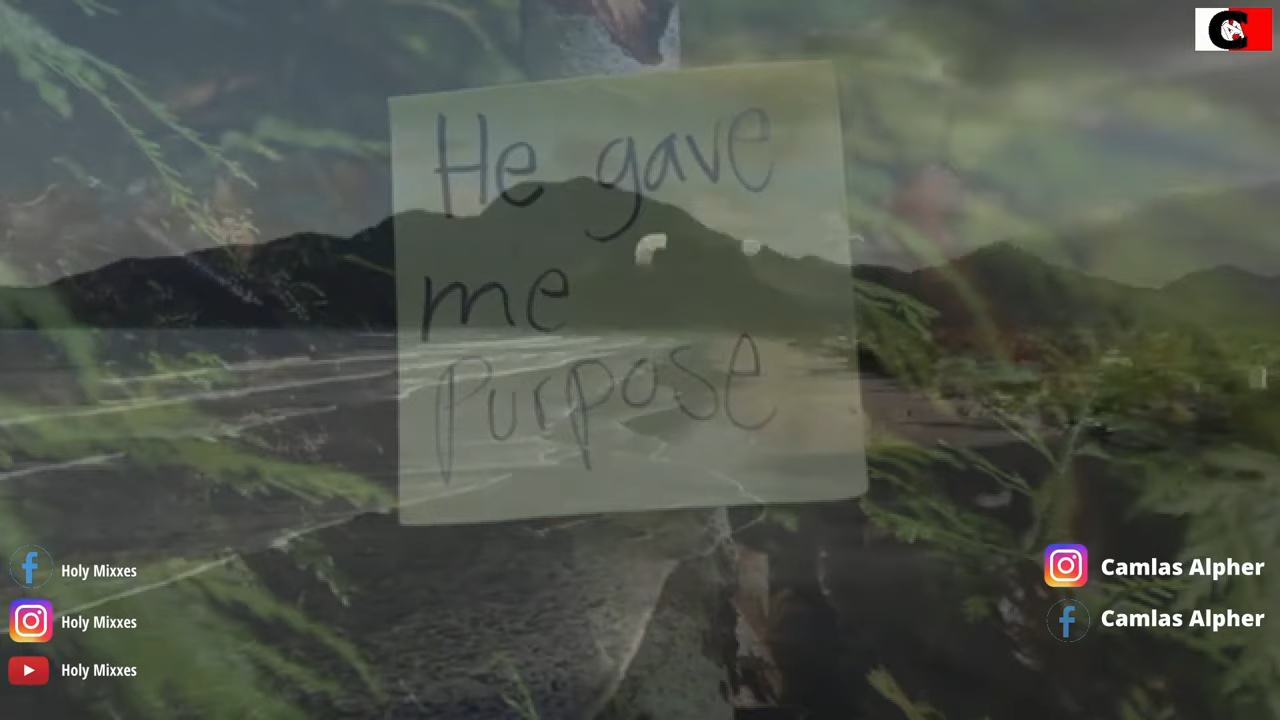 He gave
me
Purpose
Holy Mixxes
Holy Mixxes
Holy Mixxes
Camlas Alpher
Camlas Alpher